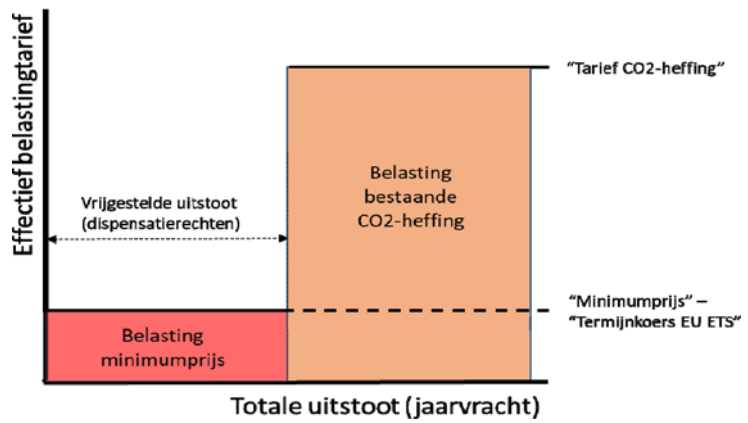 Effectief belastingtarief
"Tarief CO2-heffing"
Belasting
bestaande
CO2-heffing
Vrijgestelde uitstoot
(dispensatierechten)
"Minimumprijs" –
"Termijnkoers EU ETS"
Belasting
minimumprijs
Totale uitstoot (jaarvracht)